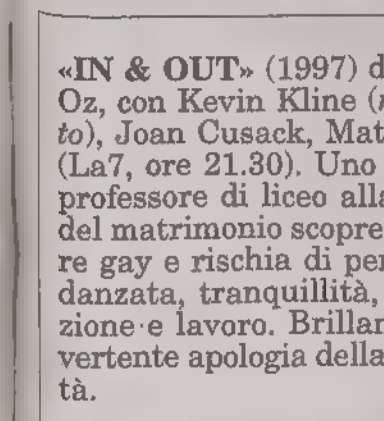 «IN & OUT» (1997) d
Oz, con Kevin Kline (
to), Joan Cusack, Mat
(La7, ore 21.30). Uno
professore di liceo alla
del matrimonio scopre
re gay e rischia di per
danzata, tranquillità,
zione e lavoro. Brillan
vertente apologia della
tà.